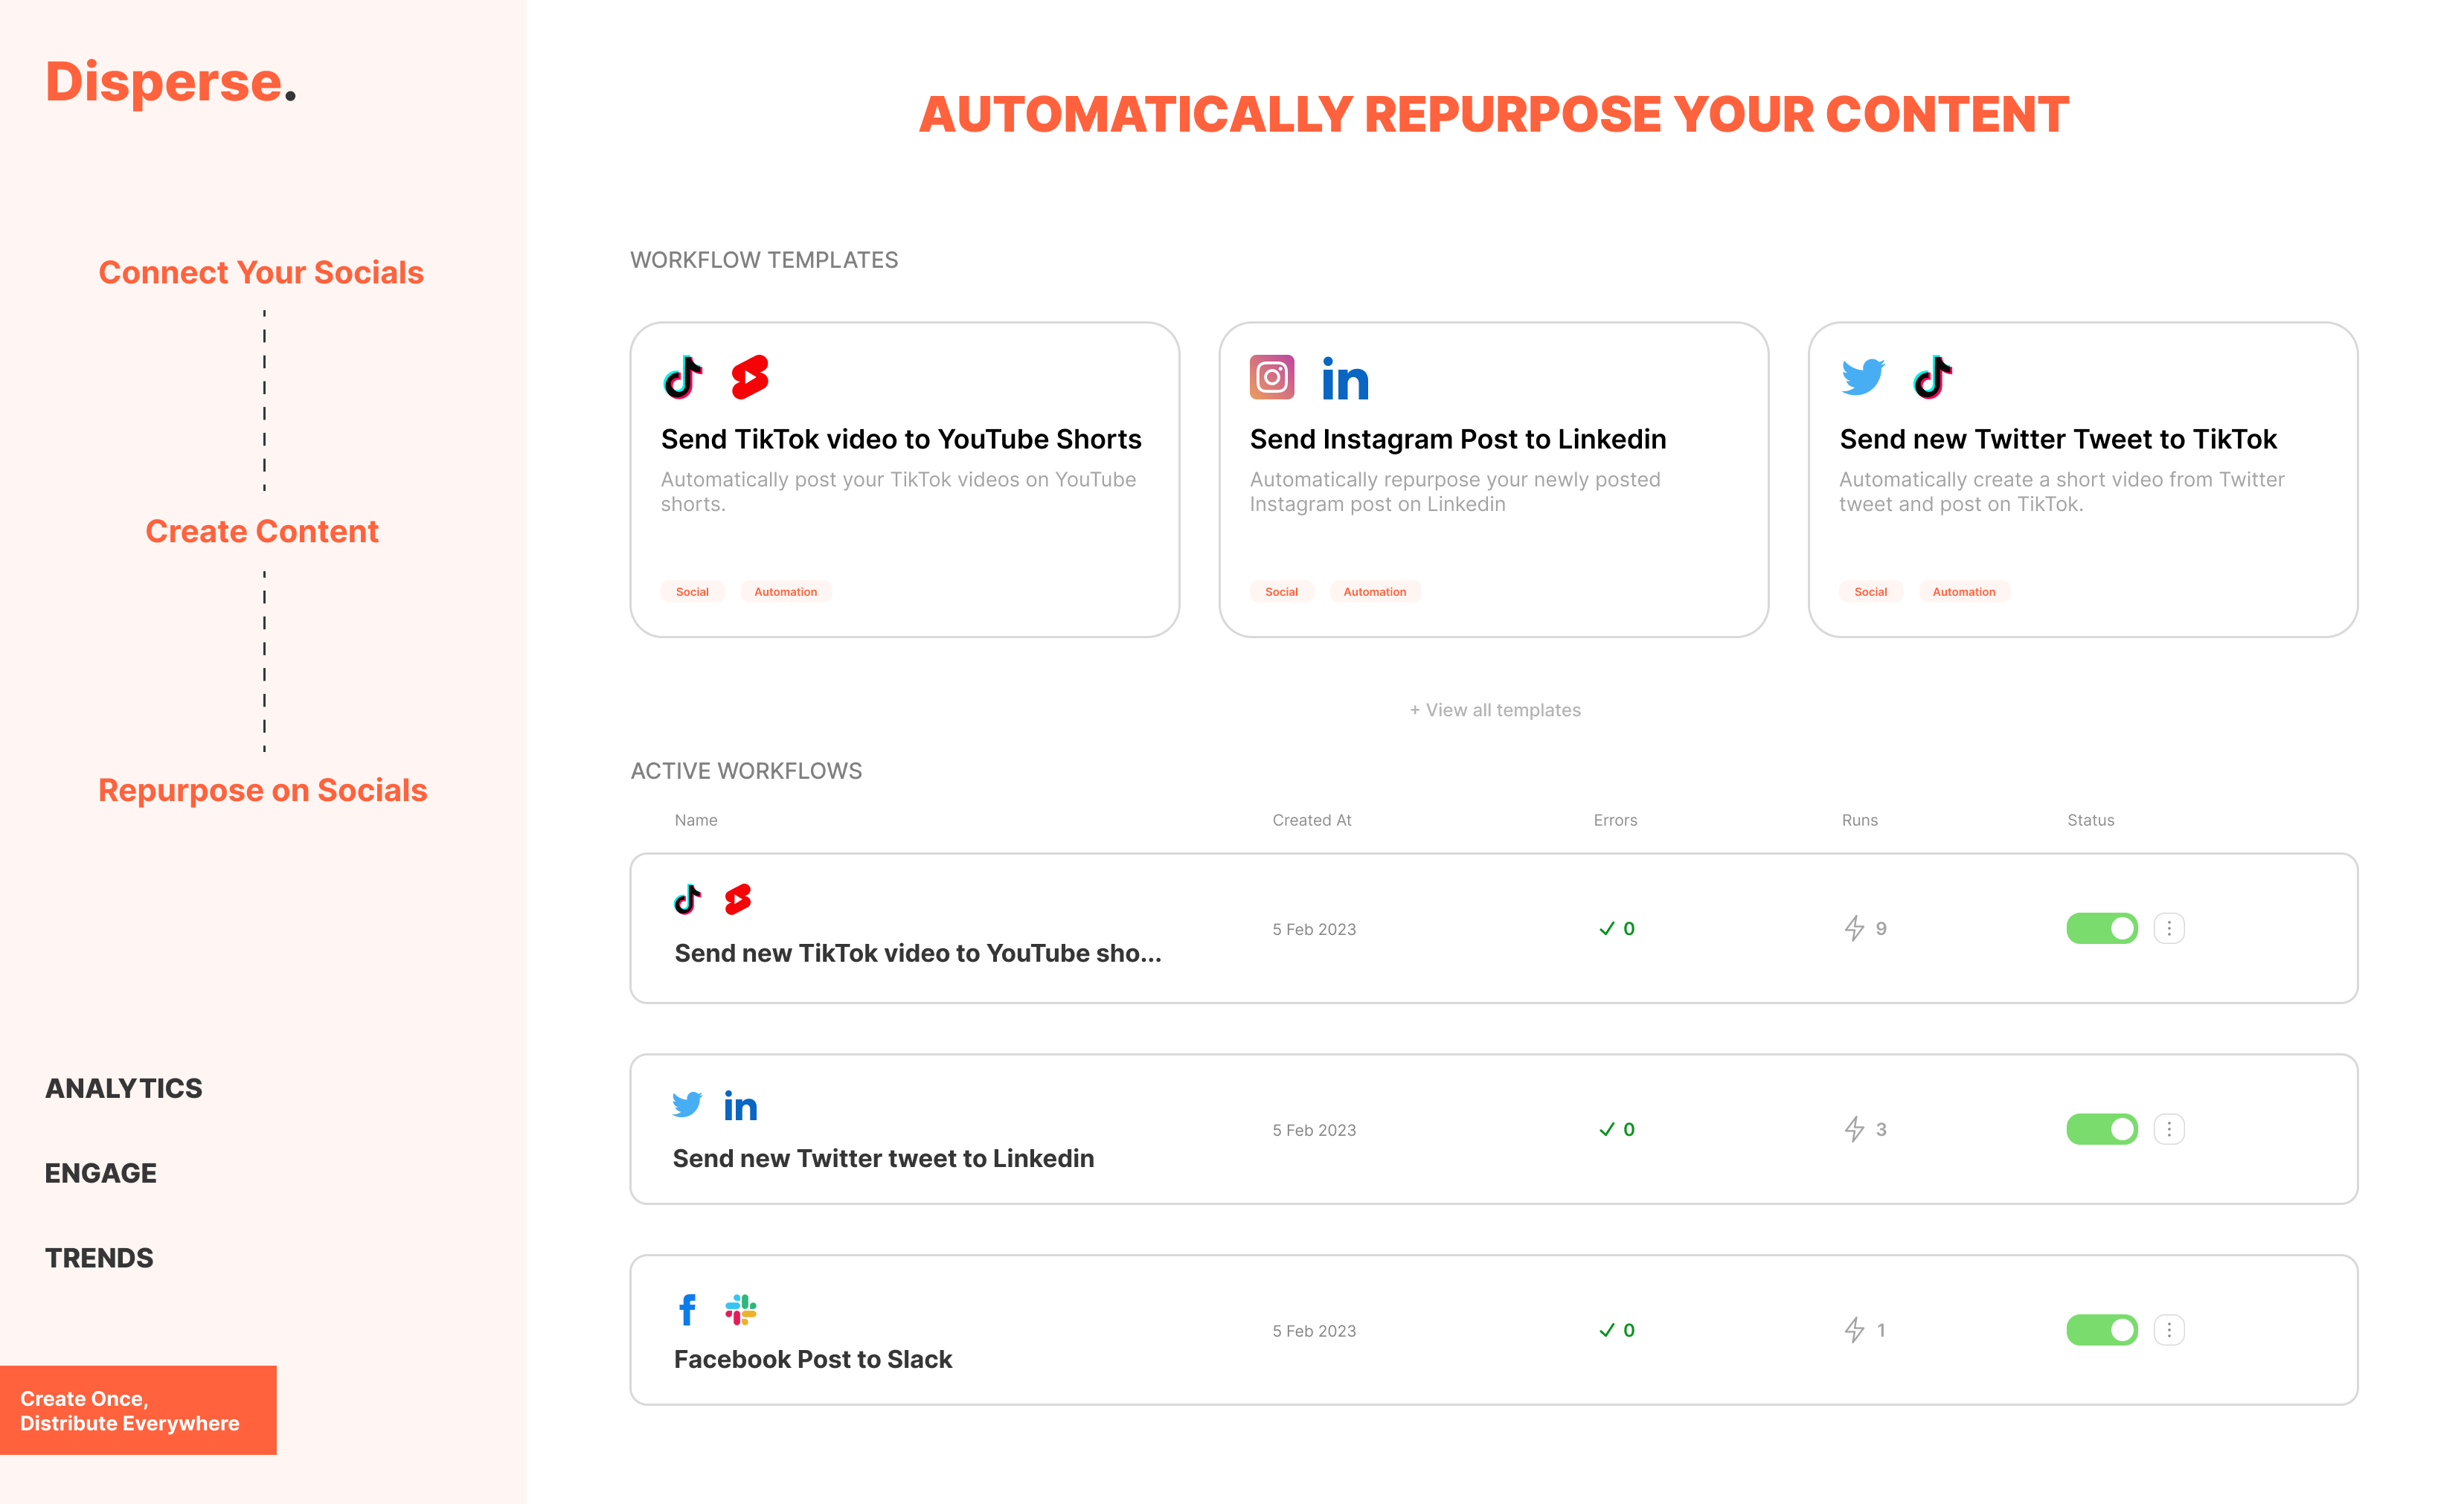 Disperse.
Connect Your Socials
Create Content
Repurpose on Socials
ANALYTICS
ENGAGE
TRENDS
Create Once,
Distribute Everywhere
AUTOMATICALLY REPURPOSE YOUR CONTENT
WORKFLOW TEMPLATES
Send TikTok video to YouTube Shorts
Automatically post your TikTok videos on YouTube
shorts.
Social Automation
Send Instagram Post to Linkedin
Automatically repurpose your newly posted
Instagram post on Linkedin
Social Automation
Send new Twitter Tweet to TikTok
Automatically create a short video from Twitter
tweet and post on TikTok.
Social Automation
+ View all templates
ACTIVE WORKFLOWS
Name Created At Errors Runs Status
Send new TikTok video to YouTube sho... 5 Feb 2023 0 9
in
Send new Twitter tweet to Linkedin 5 Feb 2023 0 3
Facebook Post to Slack 5 Feb 2023 0 1